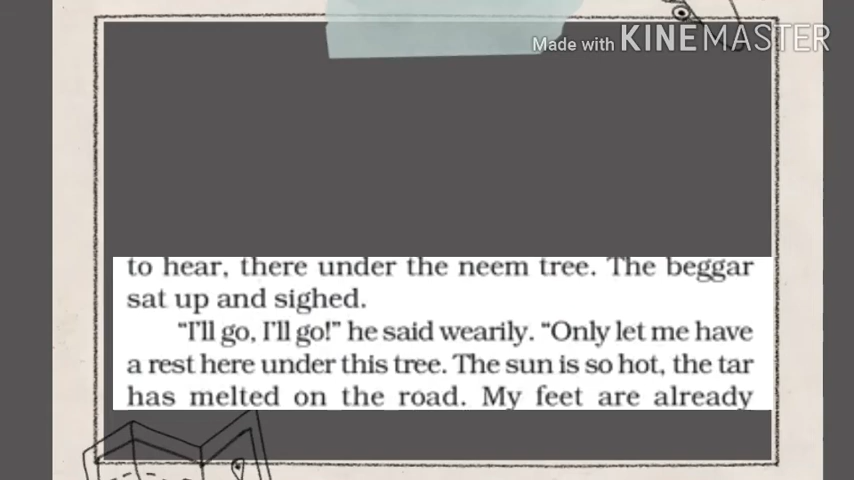 Made with KINEMASTER
to hear, there under the neem tree. The beggar
sat up and sighed.
“I’ll go, I’ll go!” he said wearily. “Only let me have
a rest here under this tree. The sun is so hot, the tar
has melted on the road. My feet are already